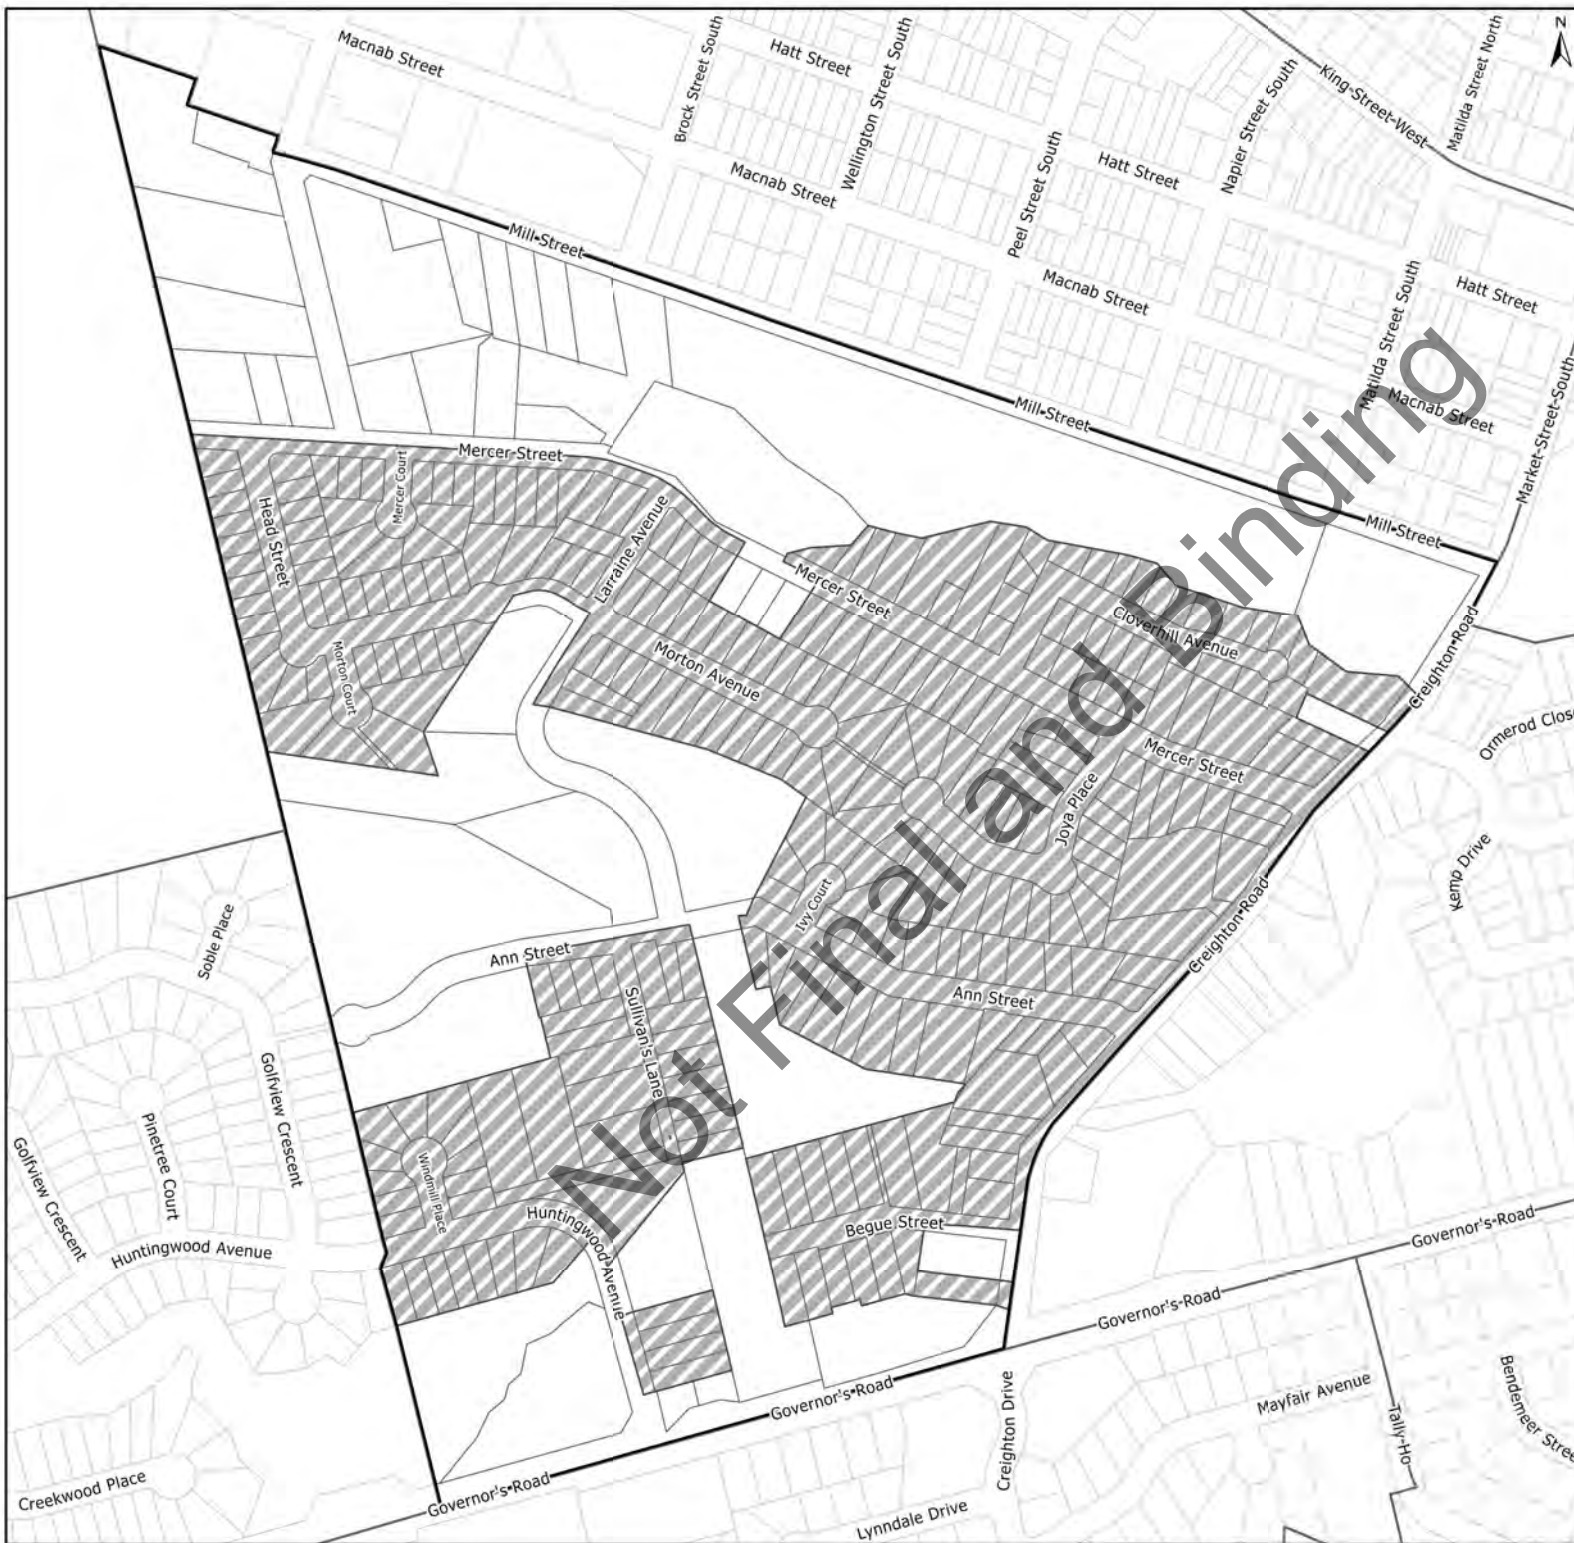 N
Macnab Street
Brock Street South
Hatt Street
Wellington Street South
King Street West
Matilda Street North
Napier Street South
Hatt Street
Peel Street South
Macnab Street
Mill Street
Macnab Street
Hatt Street
Matilda Street South
Macnab Street
Market Street South
Mill Street
Mill Street
Mercer Street
Mercer Court
Head Street
Larraine Avenue
Mercer Street
Cloverhill Avenue
Creighton Road
Morton Court
Morton Avenue
Ormerod Close
Mercer Street
Joya Place
Kemp Drive
Ivy Court
Soble Place
Ann Street
Creighton Road
Sullivan's Lane
Ann Street
Golfview Crescent
Pinetree Court
Golfview Crescent
Windmill Place
Huntingwood Avenue
Huntingwood Avenue
Begue Street
Governor's Road
Governor's Road
Governor's Road
Creighton Drive
Mayfair Avenue
Tally-Ho
Bendemeer Stree
Creekwood Place
Governor's Road
Lynndale Drive
Not Final and Binding